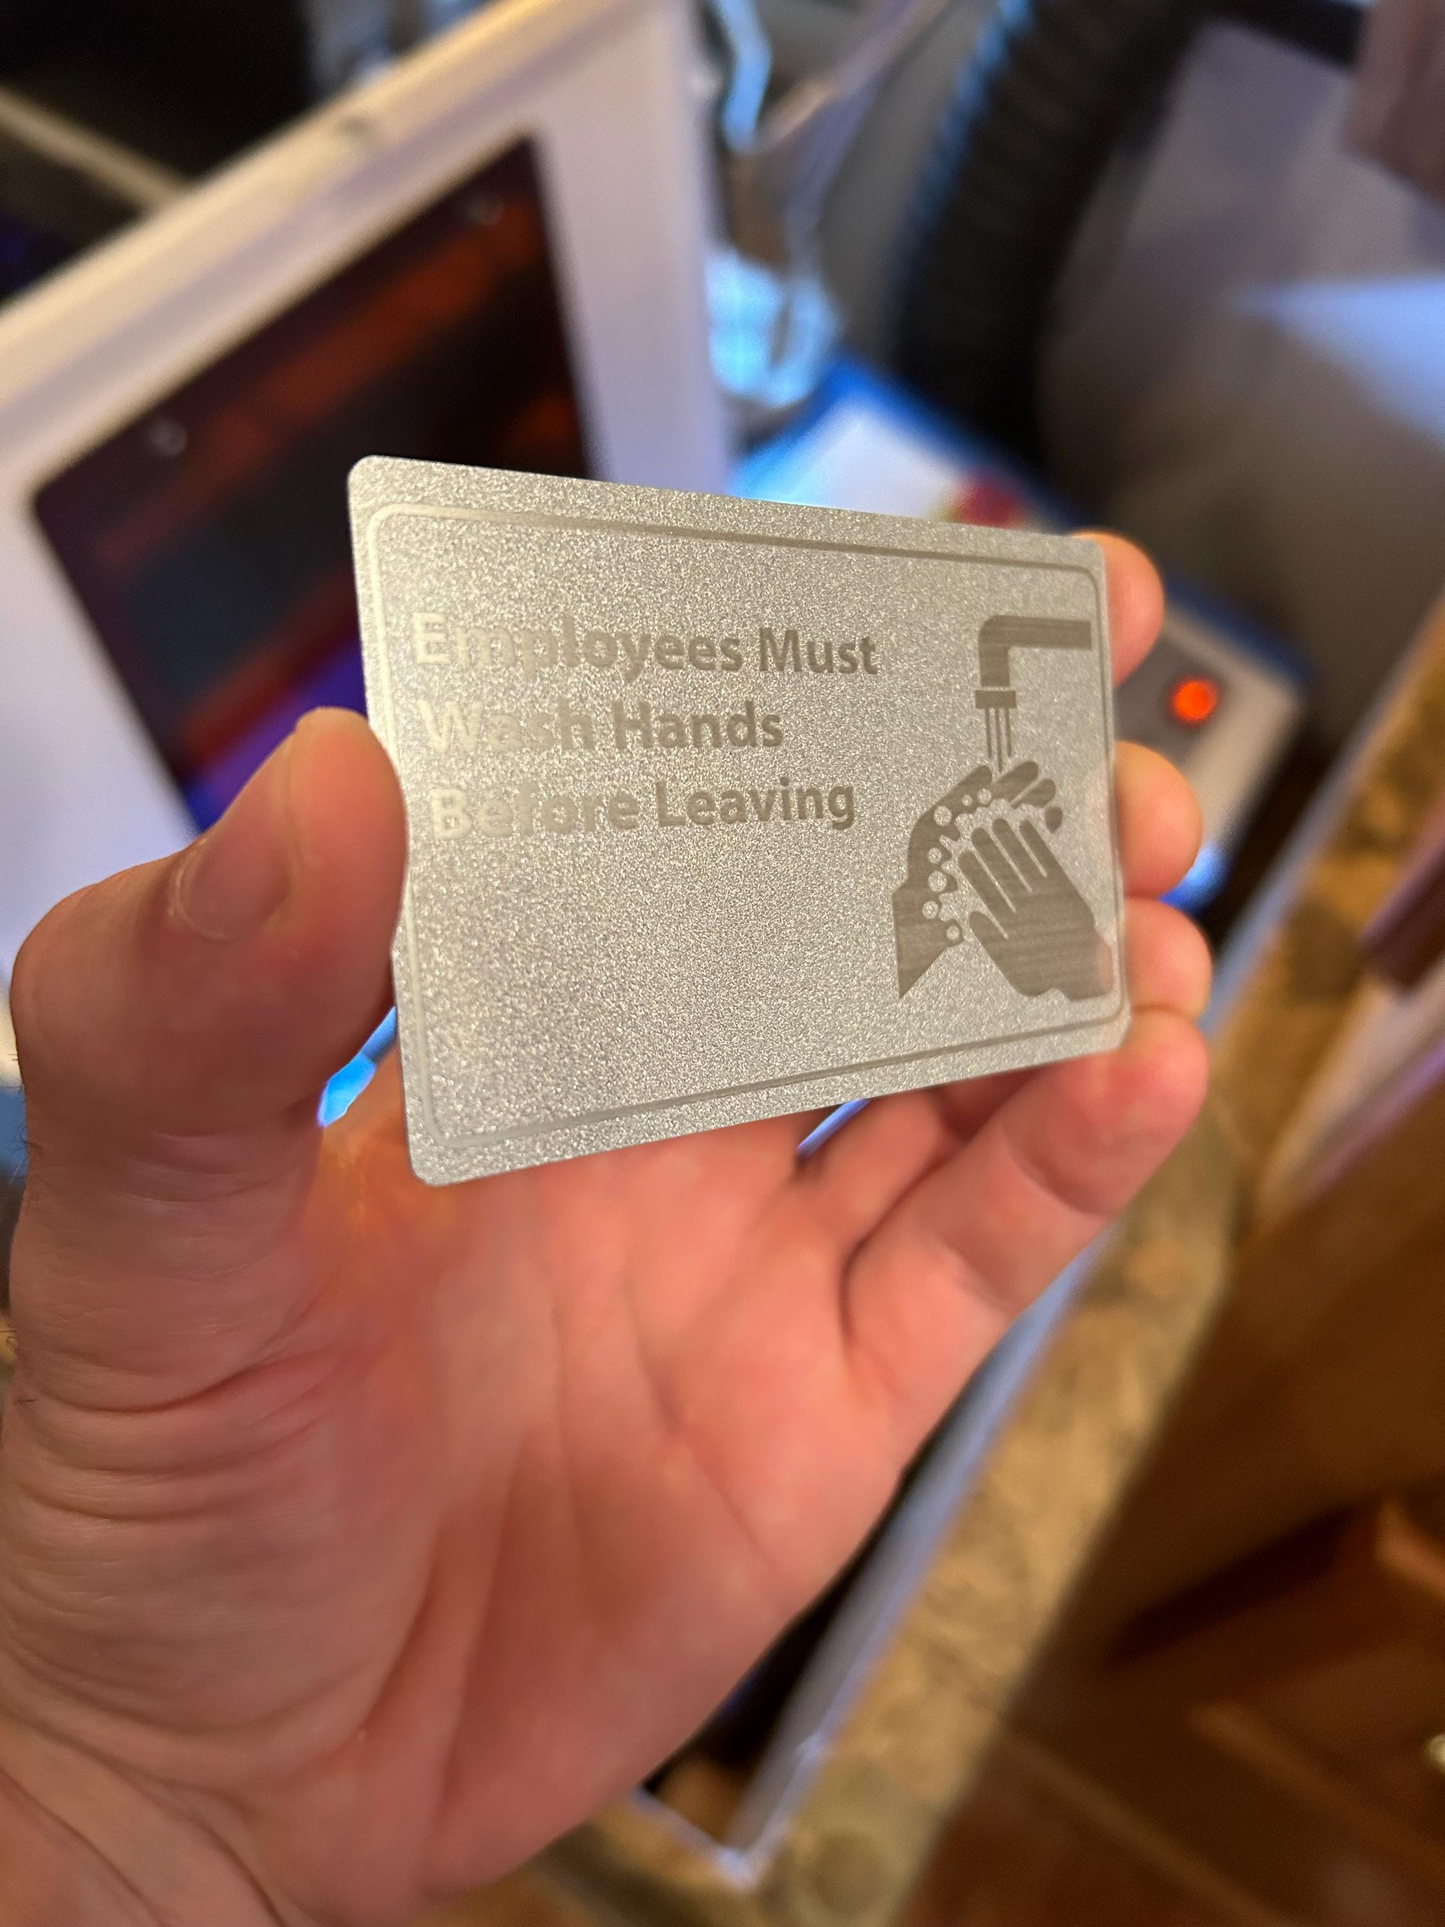 Employees Must
Wash Hands
Before Leaving